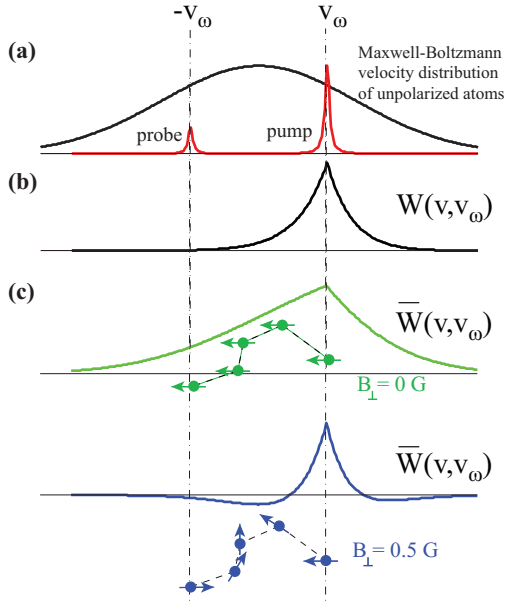 -vω vω
(a)
Maxwell-Boltzmann
velocity distribution
of unpolarized atoms
probe pump
(b)
W(v,vω)
(c)
W̅(v,vω)
B⊥= 0 G
W̅(v,vω)
B⊥= 0.5 G